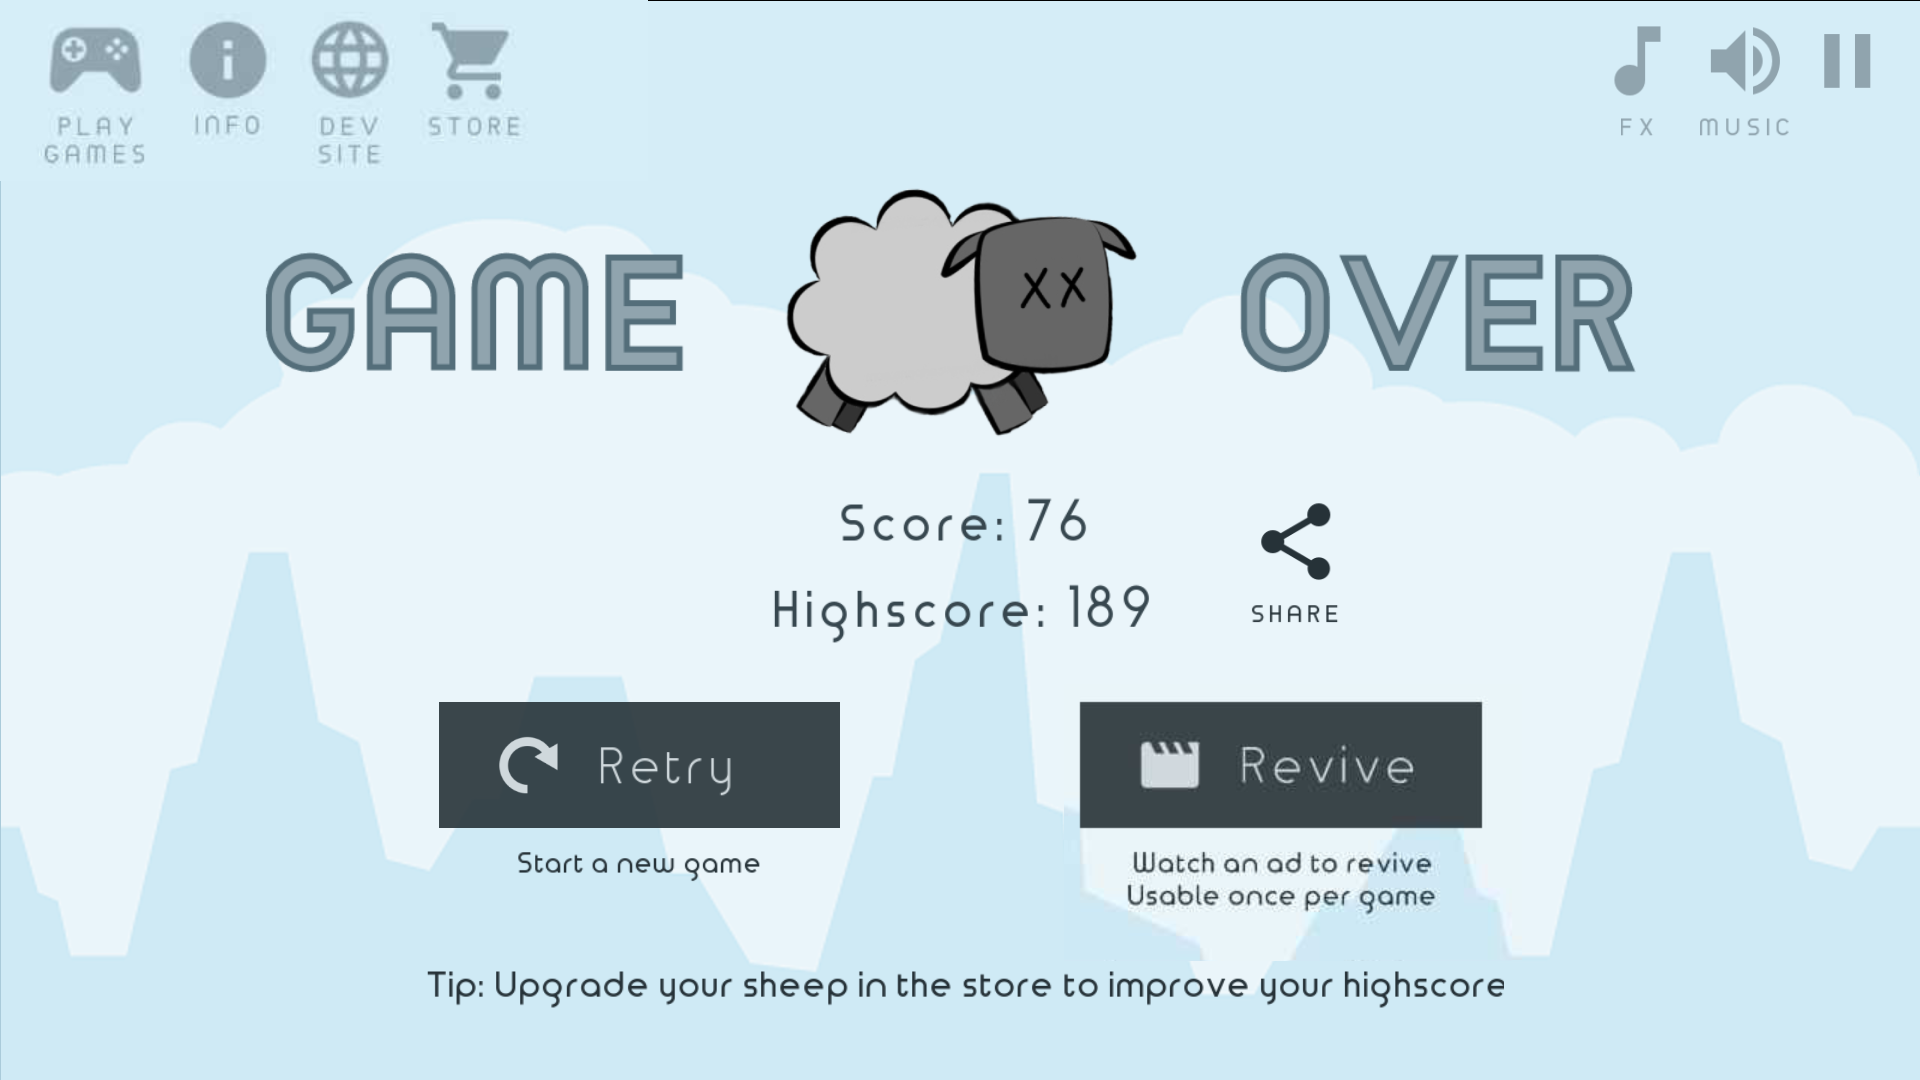 PLAY
GAMES
INFO
DEV
SITE
STORE
FX
MUSIC
GAME OVER
Score: 76
Highscore: 189
SHARE
Retry
Start a new game
Revive
Watch an ad to revive
Usable once per game
Tip: Upgrade your sheep in the store to improve your highscore